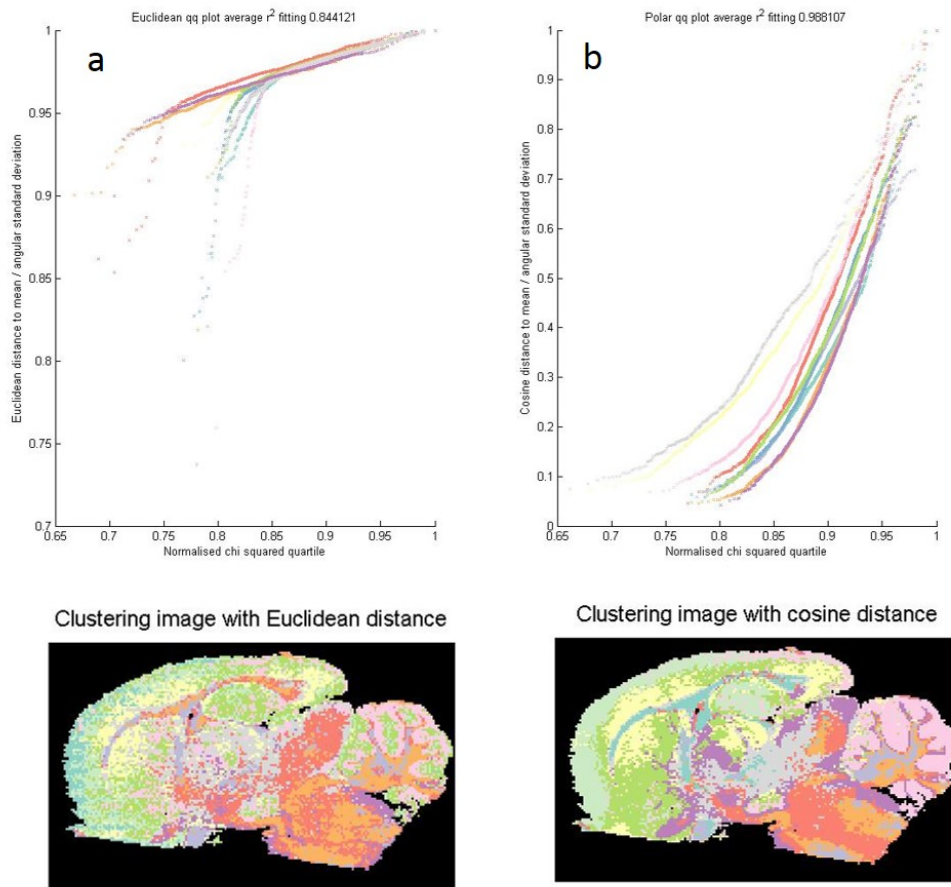 Euclidean qq plot average r² fitting 0.844121
a
1
0.95
0.9
0.85
0.8
0.75
0.7
0.65 0.7 0.75 0.8 0.85 0.9 0.95 1
Euclidean distance to mean / angular standard deviation
Normalised chi squared quartile
Polar qq plot average r² fitting 0.988107
b
1
0.9
0.8
0.7
0.6
0.5
0.4
0.3
0.2
0.1
0
0.65 0.7 0.75 0.8 0.85 0.9 0.95 1
Cosine distance to mean / angular standard deviation
Normalised chi squared quartile
Clustering image with Euclidean distance
Clustering image with cosine distance